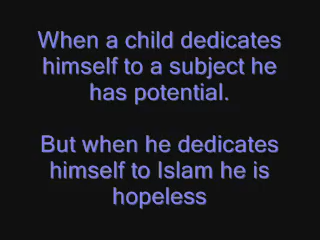 When a child dedicates
himself to a subject he
has potential.
But when he dedicates
himself to Islam he is
hopeless